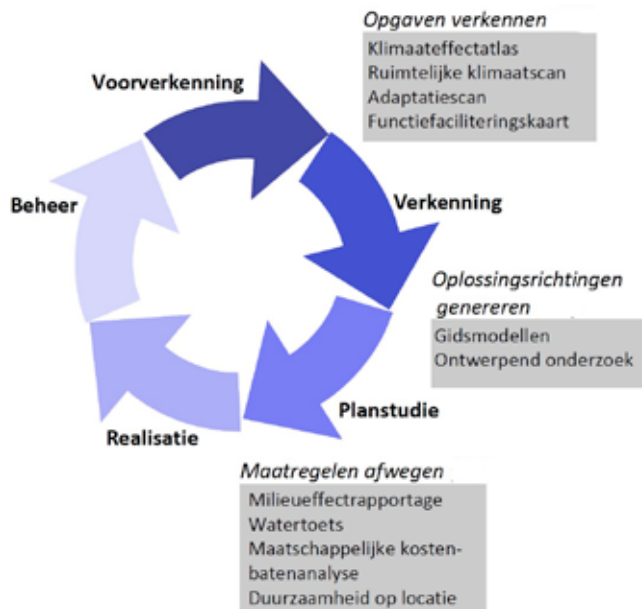 Opgaven verkennen
Klimaateffectatlas
Ruimtelijke klimaatscan
Adaptatiescan
Functiefaciliteringskaart
Voorverkenning
Verkenning
Beheer
Oplossingsrichtingen
genereren
Gidsmodellen
Ontwerpend onderzoek
Planstudie
Realisatie
Maatregelen afwegen
Milieueffectrapportage
Watertoets
Maatschappelijke kosten-
batenanalyse
Duurzaamheid op locatie